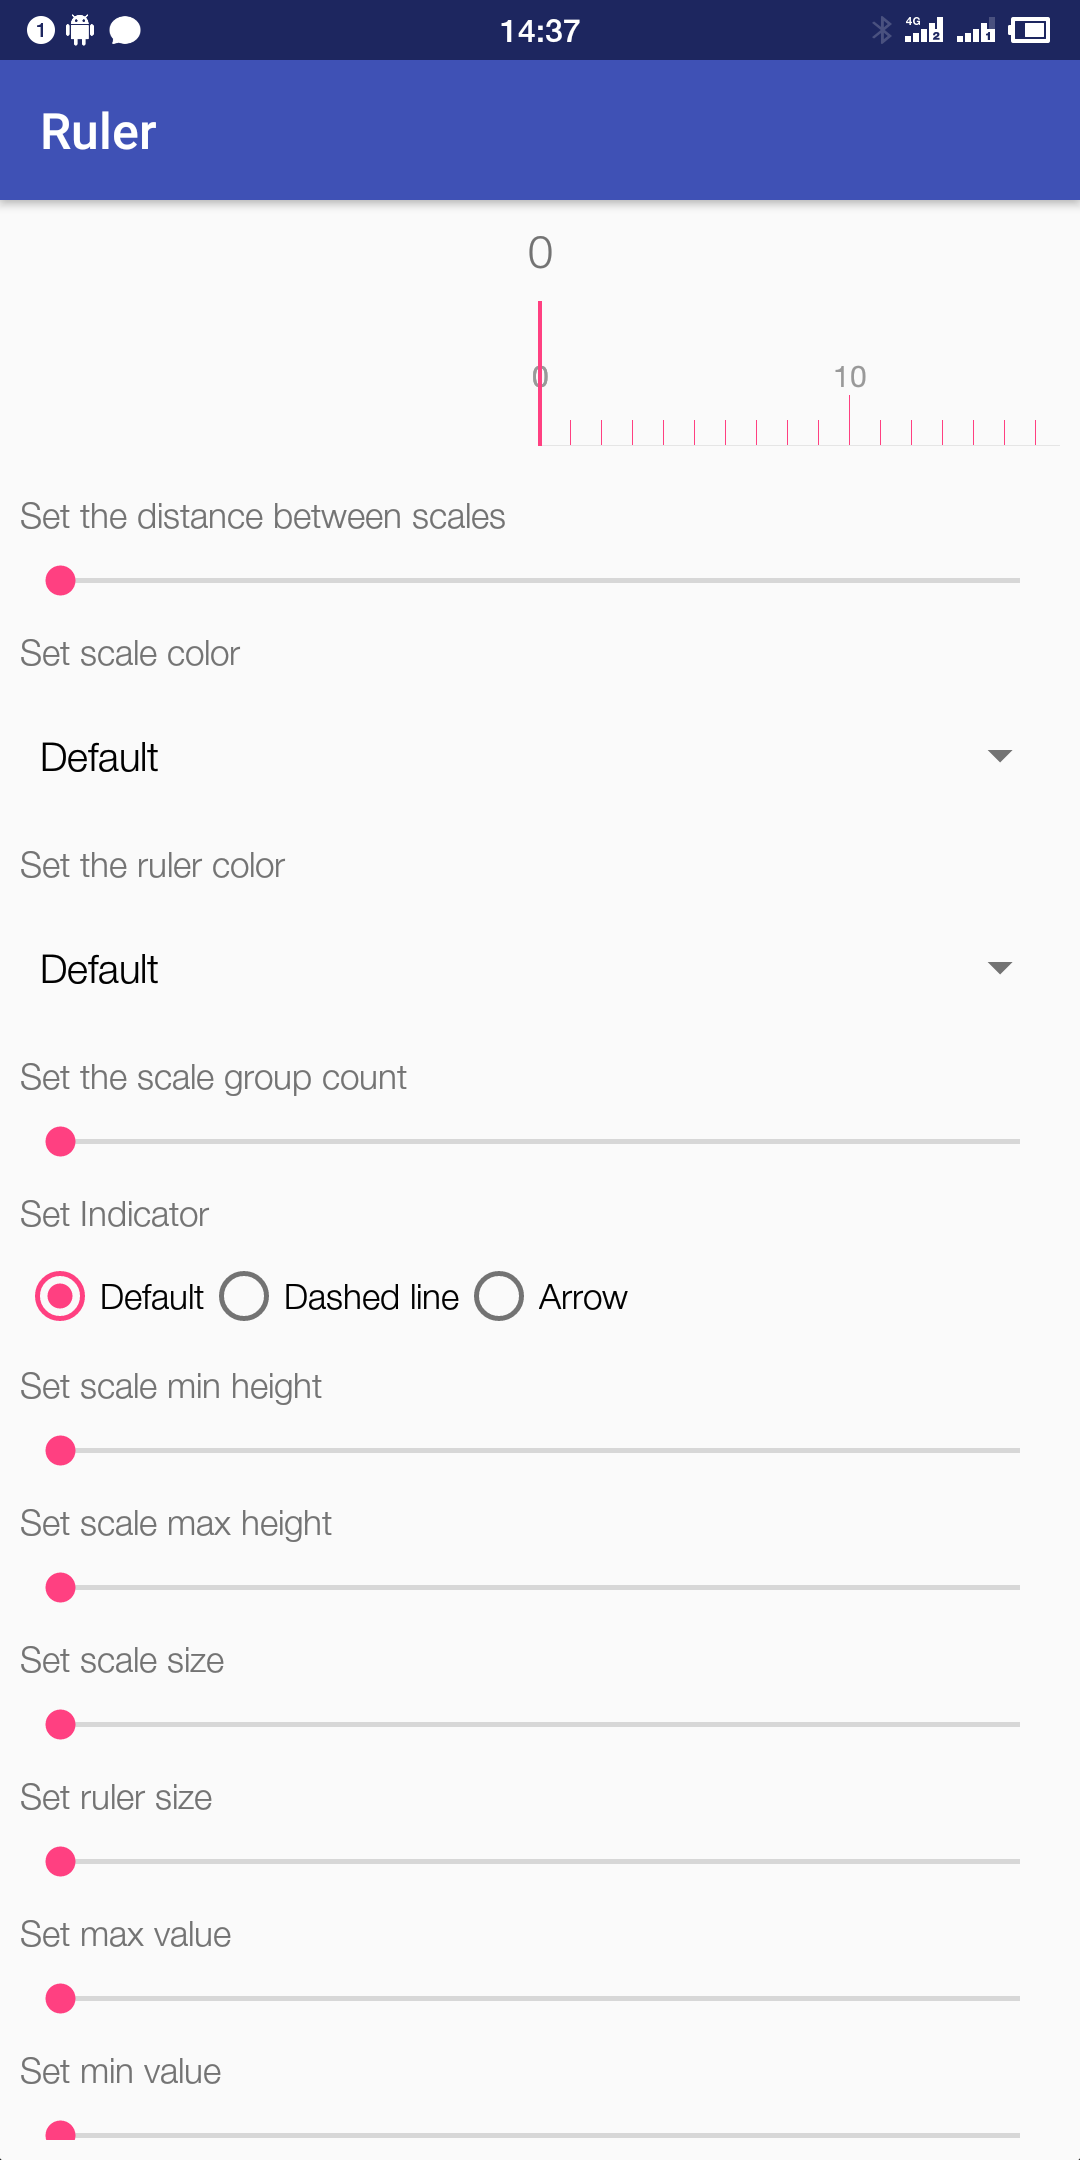 1 14:37 4G 2 1
Ruler
0
0 10
Set the distance between scales
Set scale color
Default
Set the ruler color
Default
Set the scale group count
Set Indicator
Default Dashed line Arrow
Set scale min height
Set scale max height
Set scale size
Set ruler size
Set max value
Set min value